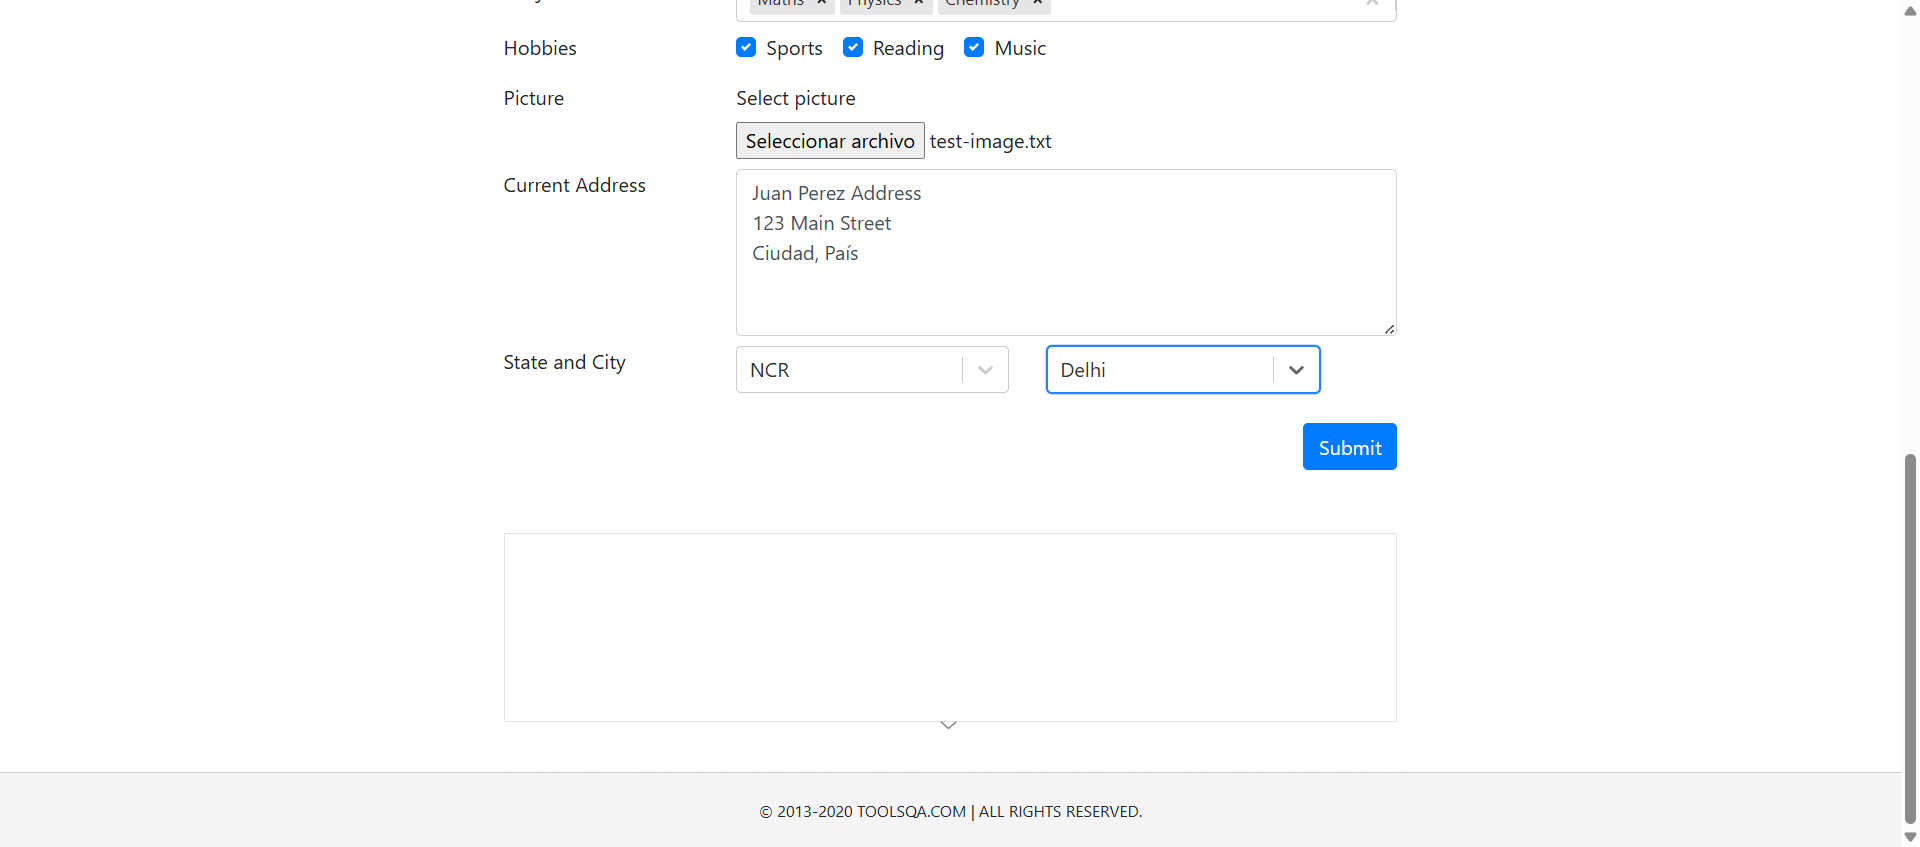 Maths Physics Chemistry
Hobbies
Sports Reading Music
Picture
Select picture
Seleccionar archivo test-image.txt
Current Address
Juan Perez Address
123 Main Street
Ciudad, País
State and City
NCR
Delhi
Submit
© 2013-2020 TOOLSQA.COM | ALL RIGHTS RESERVED.